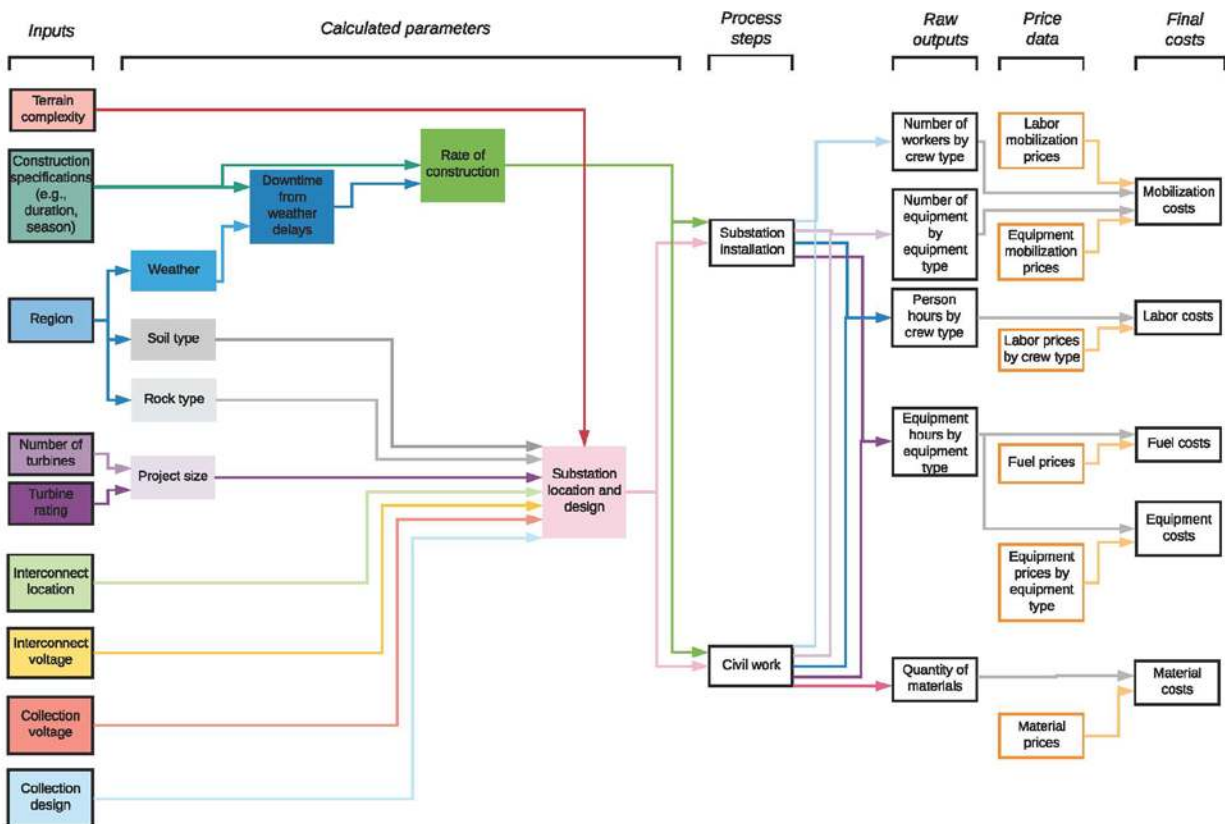 Inputs
Calculated parameters
Process
steps
Raw
outputs
Price
data
Final
costs
Terrain
complexity
Construction
specifications
(e.g.,
duration,
season)
Region
Number of
turbines
Turbine
rating
Interconnect
location
Interconnect
voltage
Collection
voltage
Collection
design
Weather
Soil type
Rock type
Project size
Downtime
from
weather
delays
Rate of
construction
Substation
location and
design
Substation
installation
Civil work
Number of
workers by
crew type
Number of
equipment
by
equipment
type
Person
hours by
crew type
Equipment
hours by
equipment
type
Quantity of
materials
Labor
mobilization
prices
Equipment
mobilization
prices
Labor prices
by crew type
Fuel prices
Equipment
prices by
equipment
type
Material
prices
Mobilization
costs
Labor costs
Fuel costs
Equipment
costs
Material
costs